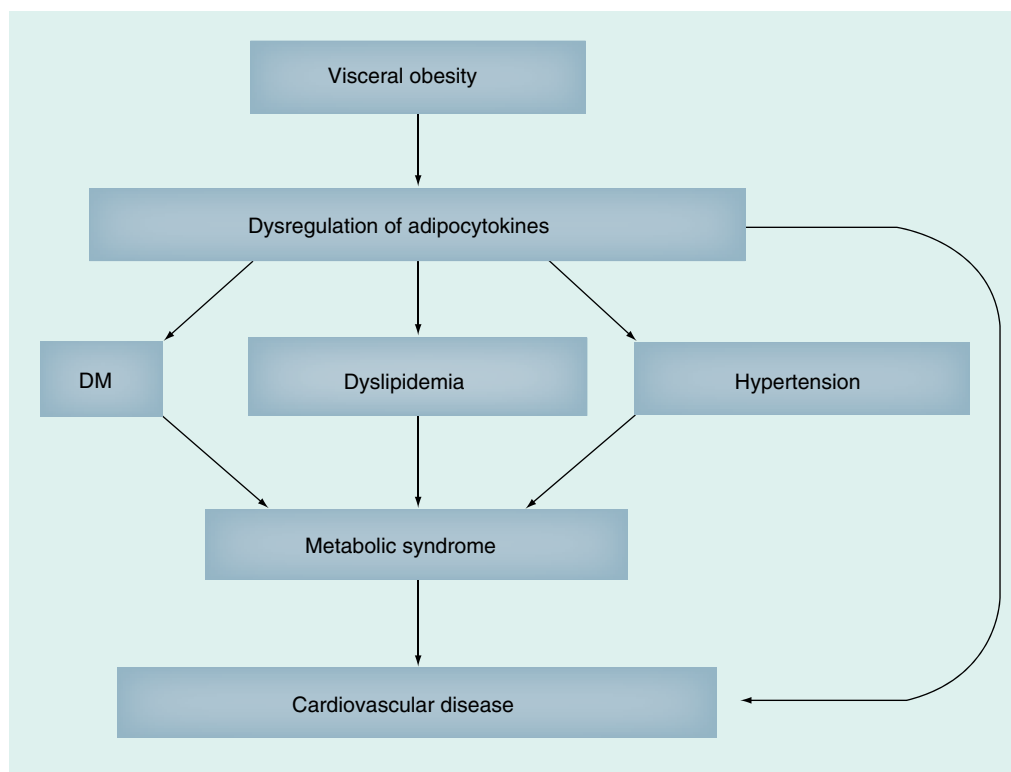 Visceral obesity
Dysregulation of adipocytokines
DM
Dyslipidemia
Hypertension
Metabolic syndrome
Cardiovascular disease